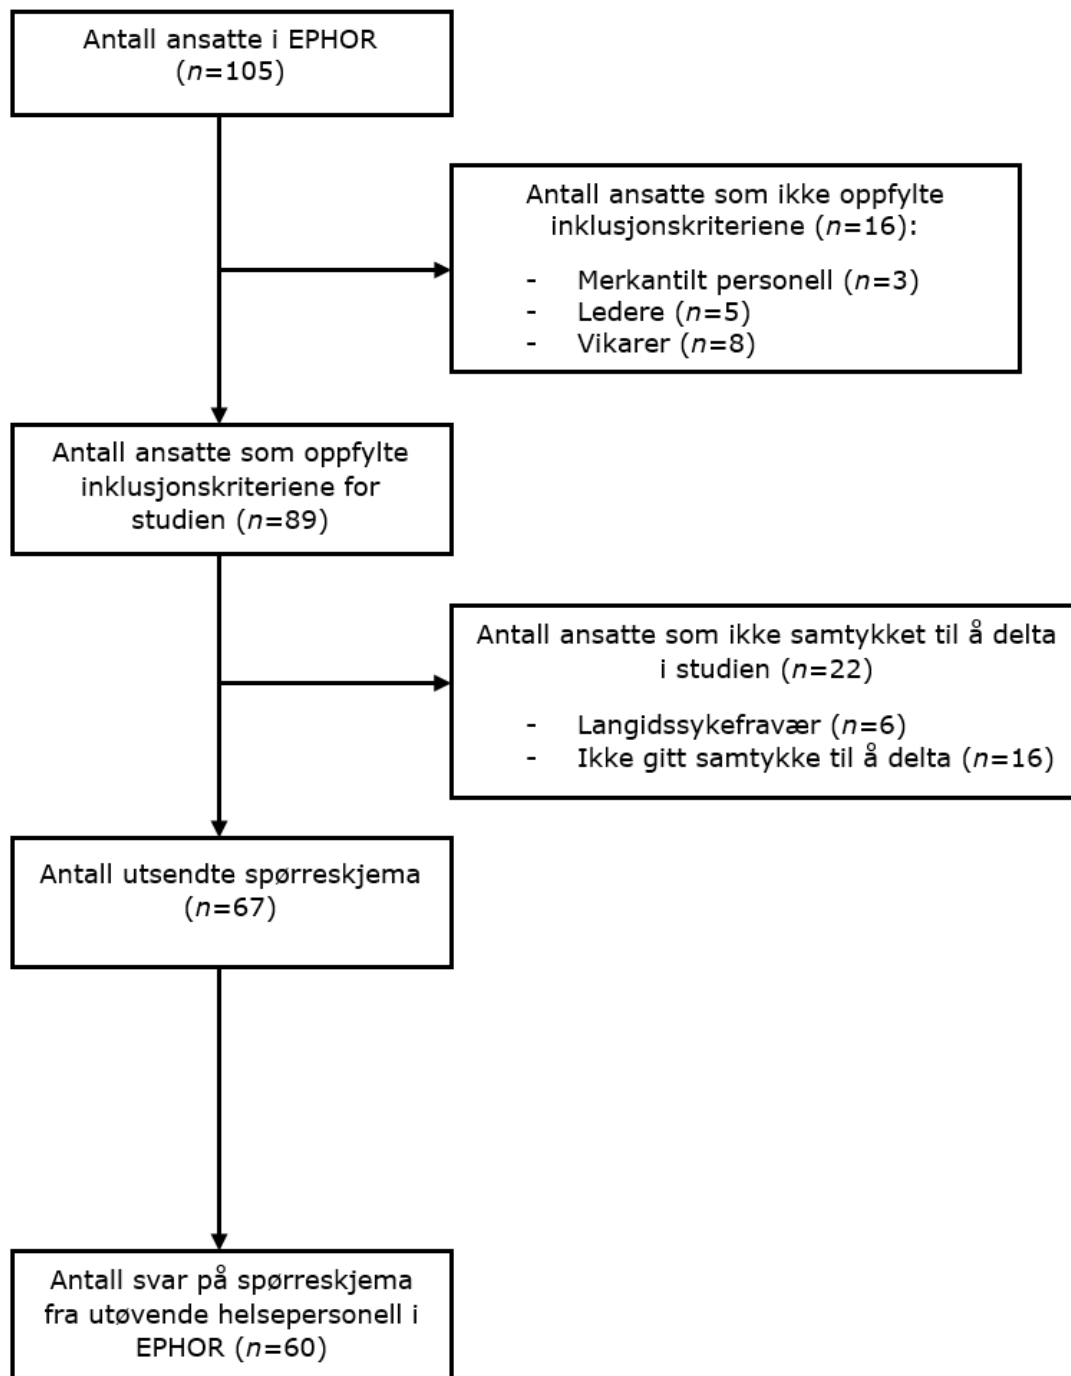 Antall ansatte i EPHOR
(n=105)
Antall ansatte som ikke oppfylte
inklusjonskriteriene (n=16):
- Merkantilt personell (n=3)
- Ledere (n=5)
- Vikarer (n=8)
Antall ansatte som oppfylte
inklusjonskriteriene for
studien (n=89)
Antall ansatte som ikke samtykket til å delta
i studien (n=22)
- Langidssykefravær (n=6)
- Ikke gitt samtykke til å delta (n=16)
Antall utsendte spørreskjema
(n=67)
Antall svar på spørreskjema
fra utøvende helsepersonell i
EPHOR (n=60)